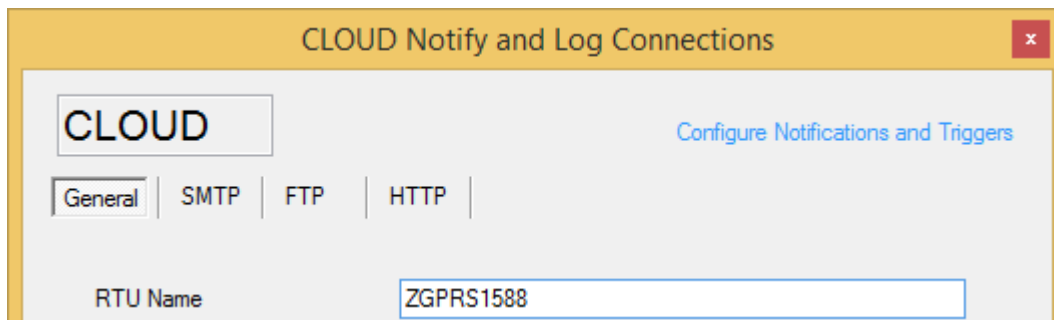 CLOUD Notify and Log Connections
x
CLOUD
Configure Notifications and Triggers
General SMTP FTP HTTP
RTU Name ZGPRS1588